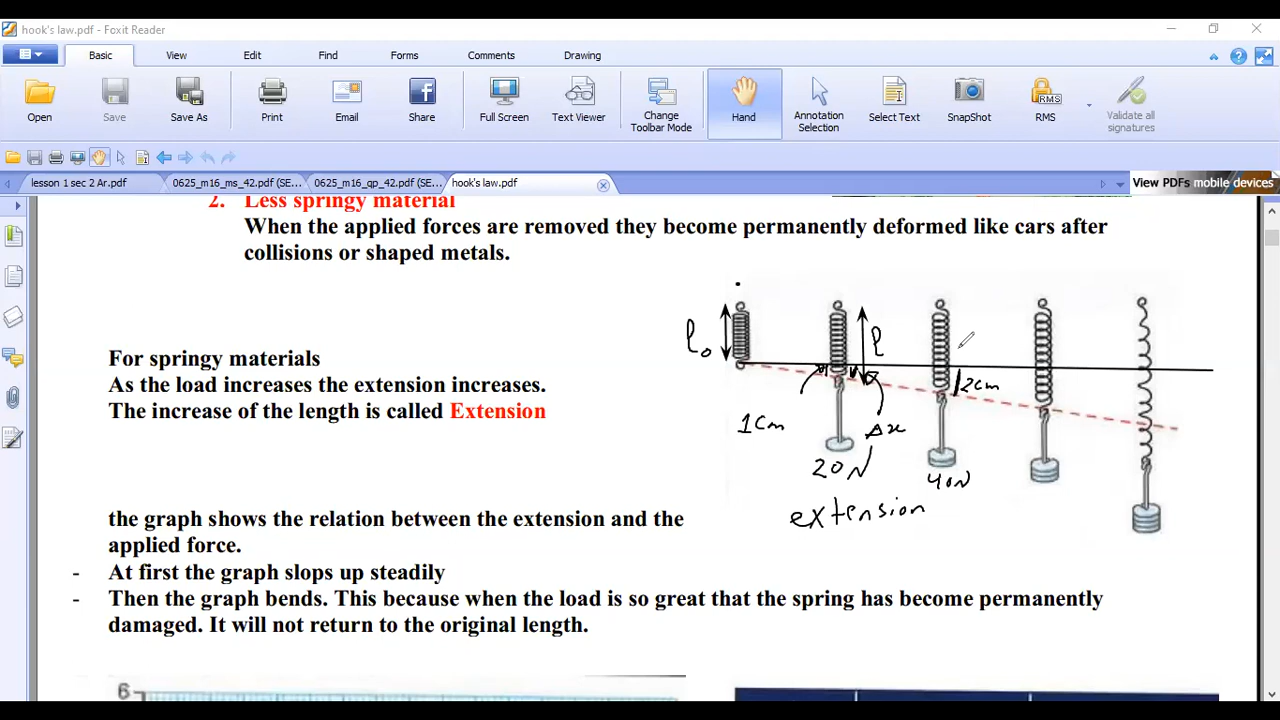 hook's law.pdf - Foxit Reader
Basic View Edit Find Forms Comments Drawing
Open Save Save As Print Email Share Full Screen Text Viewer Change Toolbar Mode Hand Annotation Selection Select Text SnapShot RMS Validate all signatures
lesson 1 sec 2 Ar.pdf 0625_m16_ms_42.pdf (SE... 0625_m16_qp_42.pdf (SE... hook's law.pdf View PDFs mobile devices
2. Less springy material
When the applied forces are removed they become permanently deformed like cars after
collisions or shaped metals.
l₀ l
2cm
1cm Δx
20N 40N
extension
For springy materials
As the load increases the extension increases.
The increase of the length is called Extension
the graph shows the relation between the extension and the
applied force.
- At first the graph slops up steadily
- Then the graph bends. This because when the load is so great that the spring has become permanently
damaged. It will not return to the original length.
6